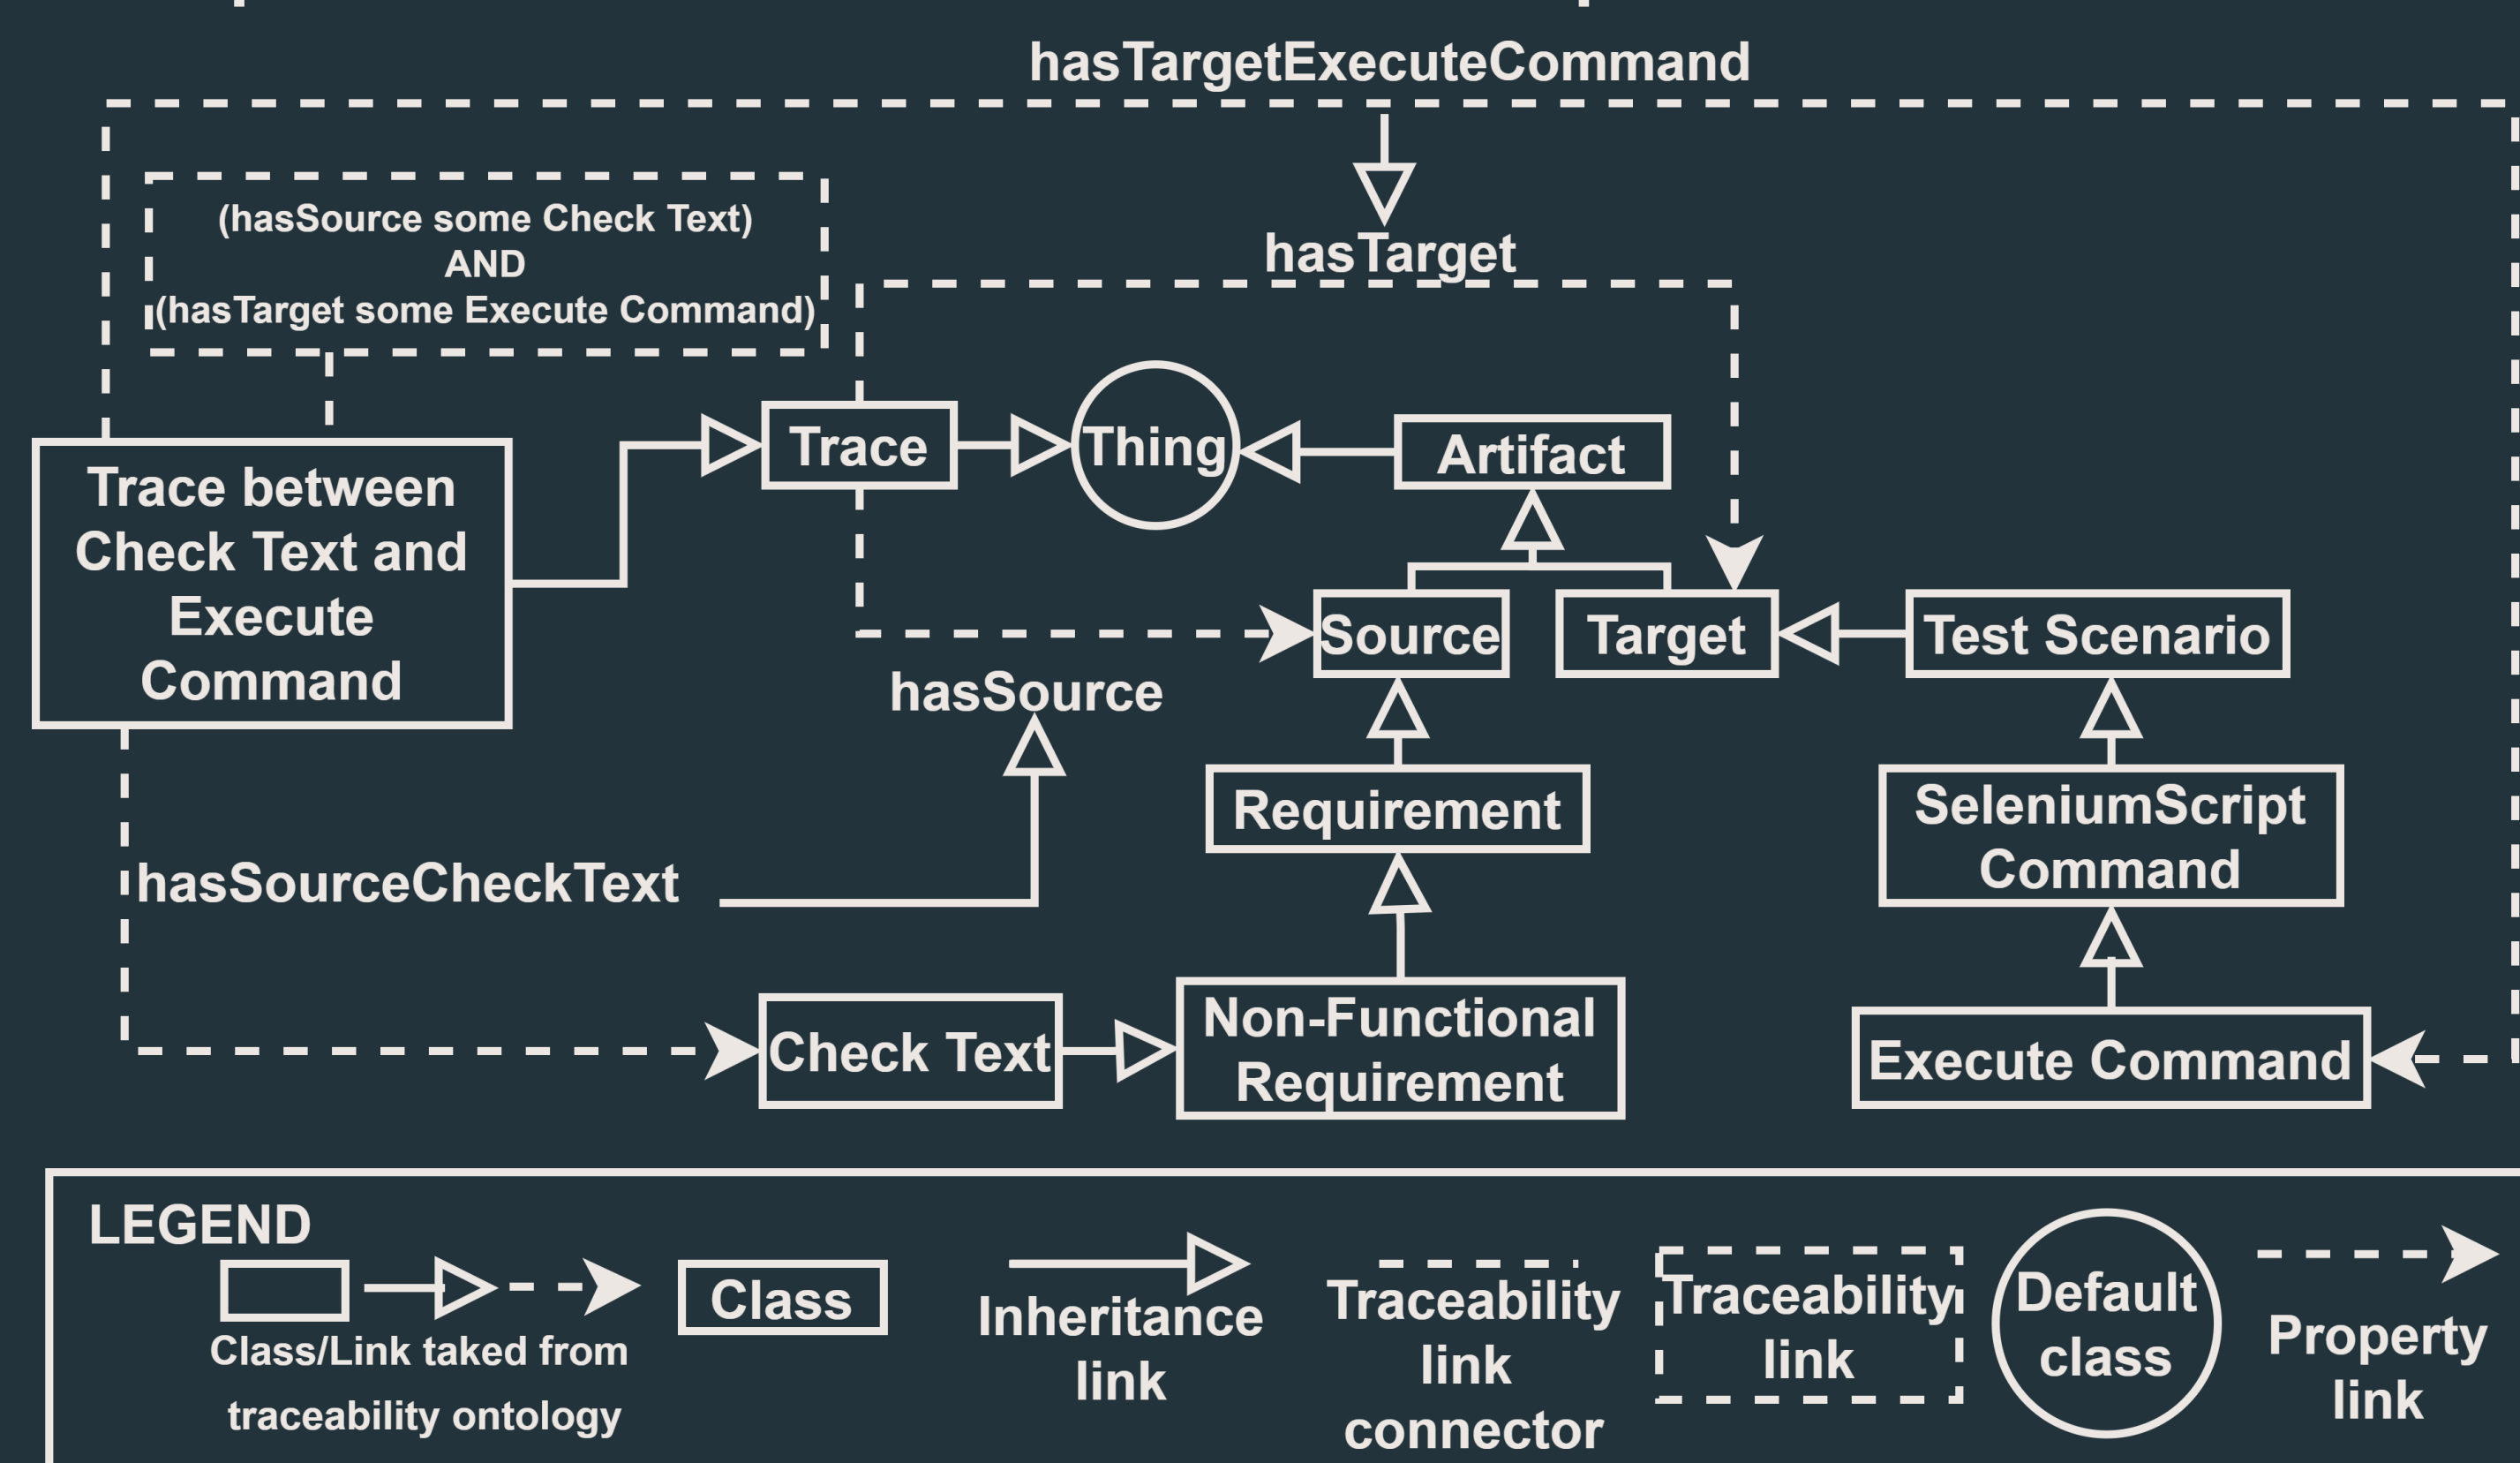 hasTargetExecuteCommand
(hasSource some Check Text)
AND
(hasTarget some Execute Command)
hasTarget
Trace
Thing
Artifact
Trace between
Check Text and
Execute
Command
Source
Target
Test Scenario
hasSource
Requirement
SeleniumScript
Command
hasSourceCheckText
Check Text
Non-Functional
Requirement
Execute Command
LEGEND
Class/Link taked from
traceability ontology
Class
Inheritance
link
Traceability
link
connector
Traceability
link
Default
class
Property
link